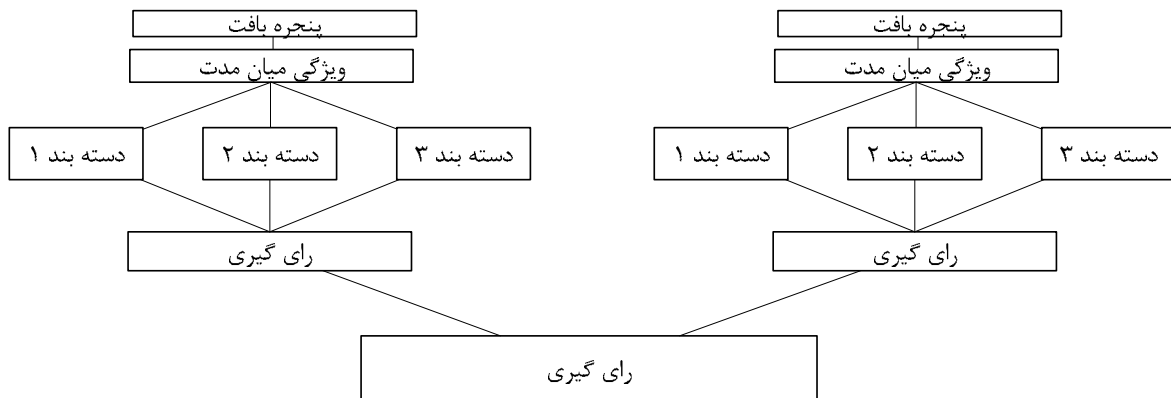 پنجره بافت
پنجره بافت
ویژگی میان مدت
ویژگی میان مدت
دسته بند ۳
دسته بند ۲
دسته بند ۱
دسته بند ۳
دسته بند ۲
دسته بند ۱
رای گیری
رای گیری
رای گیری